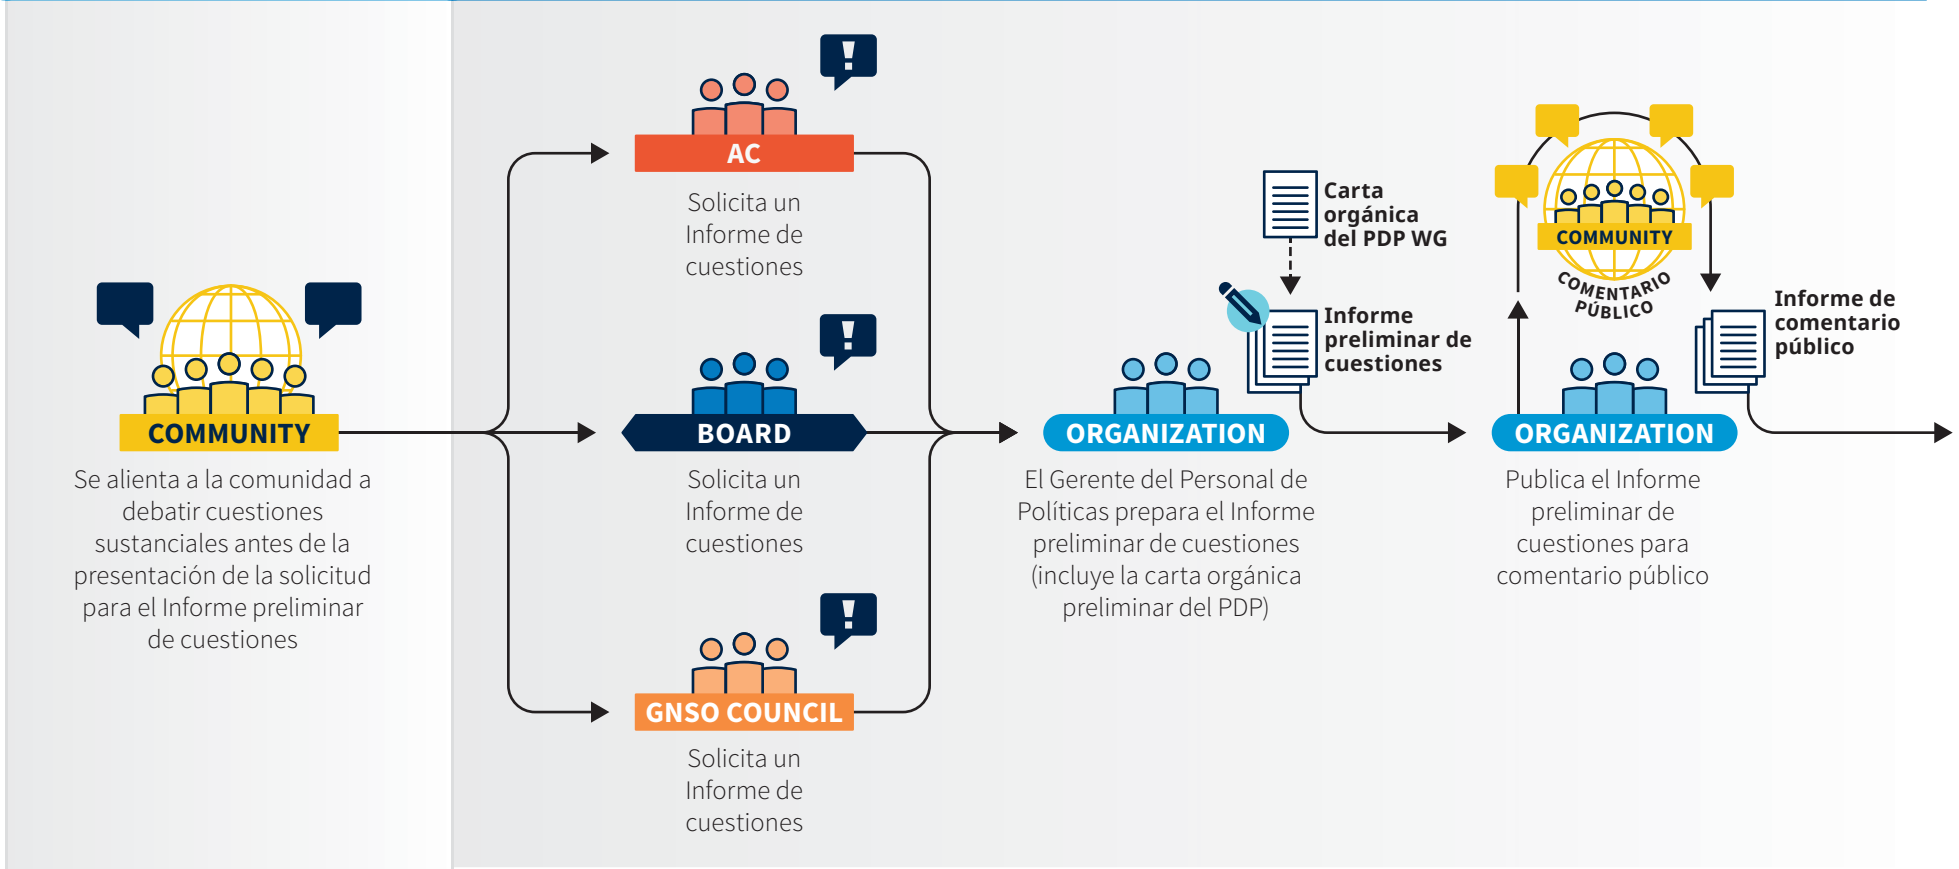 COMMUNITY
Se alienta a la comunidad a
debatir cuestiones
sustanciales antes de la
presentación de la solicitud
para el Informe preliminar
de cuestiones
!
AC
Solicita un
Informe de
cuestiones
!
BOARD
Solicita un
Informe de
cuestiones
!
GNSO COUNCIL
Solicita un
Informe de
cuestiones
Carta
orgánica
del PDP WG
Informe
preliminar de
cuestiones
ORGANIZATION
El Gerente del Personal de
Políticas prepara el Informe
preliminar de cuestiones
(incluye la carta orgánica
preliminar del PDP)
COMMUNITY
COMENTARIO
PÚBLICO
Informe de
comentario
público
ORGANIZATION
Publica el Informe
preliminar de
cuestiones para
comentario público